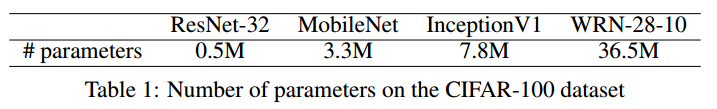 ResNet-32 MobileNet InceptionV1 WRN-28-10
# parameters 0.5M 3.3M 7.8M 36.5M
Table 1: Number of parameters on the CIFAR-100 dataset